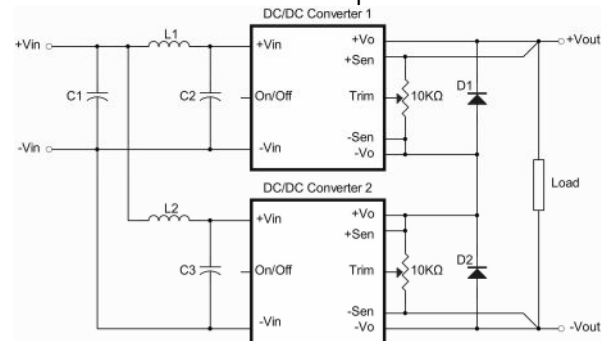 DC/DC Converter 1
+Vin
L1
+Vin
+Vo
+Vout
+Sen
C1
C2
On/Off
Trim
10KΩ
D1
-Sen
-Vin
-Vin
-Vo
Load
DC/DC Converter 2
L2
+Vin
+Vo
+Sen
C3
On/Off
Trim
10KΩ
D2
-Sen
-Vin
-Vo
-Vout